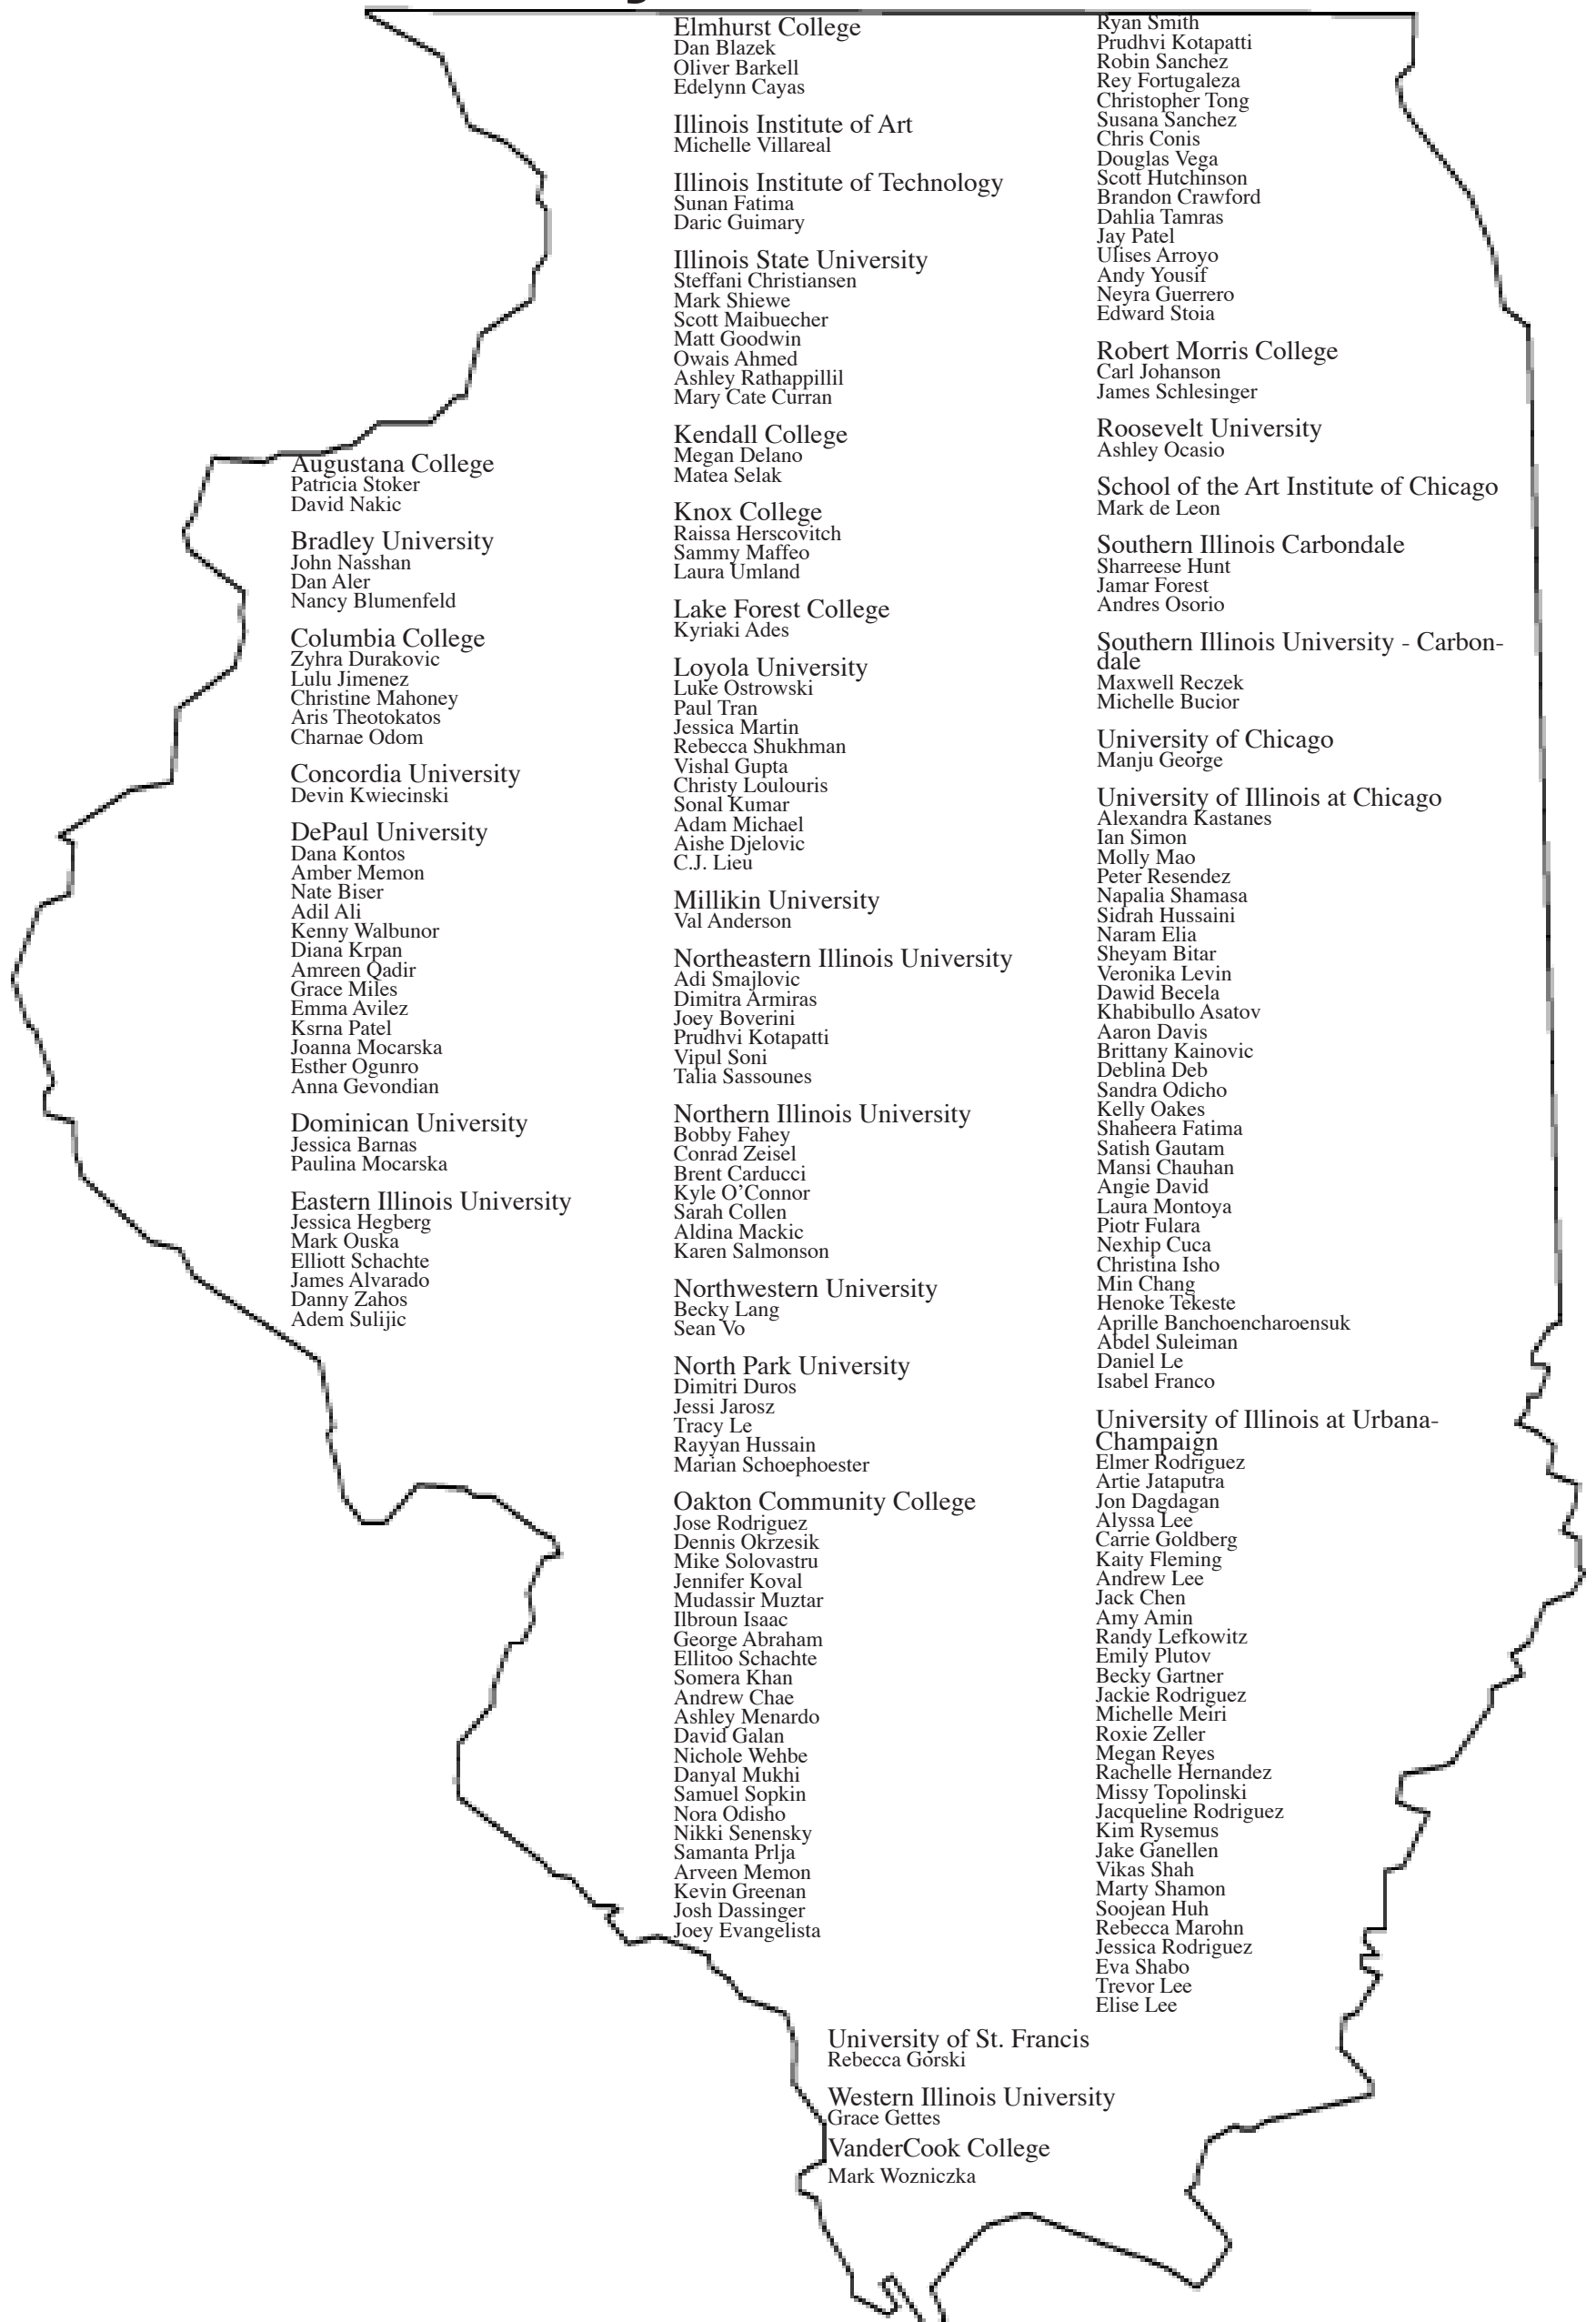 Augustana College
Patricia Stoker
David Nakic
Bradley University
John Nasshan
Dan Aler
Nancy Blumenfeld
Columbia College
Zyhra Durakovic
Lulu Jimenez
Christine Mahoney
Aris Theotokatos
Charnae Odom
Concordia University
Devin Kwiecinski
DePaul University
Dana Kontos
Amber Memon
Nate Biser
Adil Ali
Kenny Walbunor
Diana Krpan
Amreen Qadir
Grace Miles
Emma Avilez
Ksrna Patel
Joanna Mocarska
Esther Ogunro
Anna Gevondian
Dominican University
Jessica Barnas
Paulina Mocarska
Eastern Illinois University
Jessica Hegberg
Mark Ouska
Elliott Schachte
James Alvarado
Danny Zahos
Adem Sulijic
Elmhurst College
Dan Blazek
Oliver Barkell
Edelynn Cayas
Illinois Institute of Art
Michelle Villareal
Illinois Institute of Technology
Sunan Fatima
Daric Guimary
Illinois State University
Steffani Christiansen
Mark Shiewe
Scott Maibuecher
Matt Goodwin
Owais Ahmed
Ashley Rathappillil
Mary Cate Curran
Kendall College
Megan Delano
Matea Selak
Knox College
Raissa Herscovitch
Sammy Maffeo
Laura Umland
Lake Forest College
Kyriaki Ades
Loyola University
Luke Ostrowski
Paul Tran
Jessica Martin
Rebecca Shukhman
Vishal Gupta
Christy Loulouris
Sonal Kumar
Adam Michael
Aishe Djelovic
C.J. Lieu
Millikin University
Val Anderson
Northeastern Illinois University
Adi Smajlovic
Dimitra Armiras
Joey Boverini
Prudhvi Kotapatti
Vipul Soni
Talia Sassounes
Northern Illinois University
Bobby Fahey
Conrad Zeisel
Brent Carducci
Kyle O’Connor
Sarah Collen
Aldina Mackic
Karen Salmonson
Northwestern University
Becky Lang
Sean Vo
North Park University
Dimitri Duros
Jessi Jarosz
Tracy Le
Rayyan Hussain
Marian Schoephoester
Oakton Community College
Jose Rodriguez
Dennis Okrzesik
Mike Solovastru
Jennifer Koval
Mudassir Muztar
Ilbroun Isaac
George Abraham
Ellitoo Schachte
Somera Khan
Andrew Chae
Ashley Menardo
David Galan
Nichole Wehbe
Danyal Mukhi
Samuel Sopkin
Nora Odisho
Nikki Senensky
Samanta Prlja
Arveen Memon
Kevin Greenan
Josh Dassinger
Joey Evangelista
Ryan Smith
Prudhvi Kotapatti
Robin Sanchez
Rey Fortugaleza
Christopher Tong
Susana Sanchez
Chris Conis
Douglas Vega
Scott Hutchinson
Brandon Crawford
Dahlia Tamras
Jay Patel
Ulises Arroyo
Andy Yousif
Neyra Guerrero
Edward Stoia
Robert Morris College
Carl Johanson
James Schlesinger
Roosevelt University
Ashley Ocasio
School of the Art Institute of Chicago
Mark de Leon
Southern Illinois Carbondale
Sharreese Hunt
Jamar Forest
Andres Osorio
Southern Illinois University - Carbon-
dale
Maxwell Reczek
Michelle Bucior
University of Chicago
Manju George
University of Illinois at Chicago
Alexandra Kastanes
Ian Simon
Molly Mao
Peter Resendez
Napalia Shamasa
Sidrah Hussaini
Naram Elia
Sheyam Bitar
Veronika Levin
Dawid Becela
Khabibullo Asatov
Aaron Davis
Brittany Kainovic
Deblina Deb
Sandra Odicho
Kelly Oakes
Shaheera Fatima
Satish Gautam
Mansi Chauhan
Angie David
Laura Montoya
Piotr Fulara
Nexhip Cuca
Christina Isho
Min Chang
Henoke Tekeste
Aprille Banchoencharoensuk
Abdel Suleiman
Daniel Le
Isabel Franco
University of Illinois at Urbana-
Champaign
Elmer Rodriguez
Artie Jataputra
Jon Dagdagan
Alyssa Lee
Carrie Goldberg
Kaity Fleming
Andrew Lee
Jack Chen
Amy Amin
Randy Lefkowitz
Emily Plutov
Becky Gartner
Jackie Rodriguez
Michelle Meiri
Roxie Zeller
Megan Reyes
Rachelle Hernandez
Missy Topolinski
Jacqueline Rodriguez
Kim Rysemus
Jake Ganellen
Vikas Shah
Marty Shamon
Soojean Huh
Rebecca Marohn
Jessica Rodriguez
Eva Shabo
Trevor Lee
Elise Lee
University of St. Francis
Rebecca Gorski
Western Illinois University
Grace Gettes
VanderCook College
Mark Wozniczka